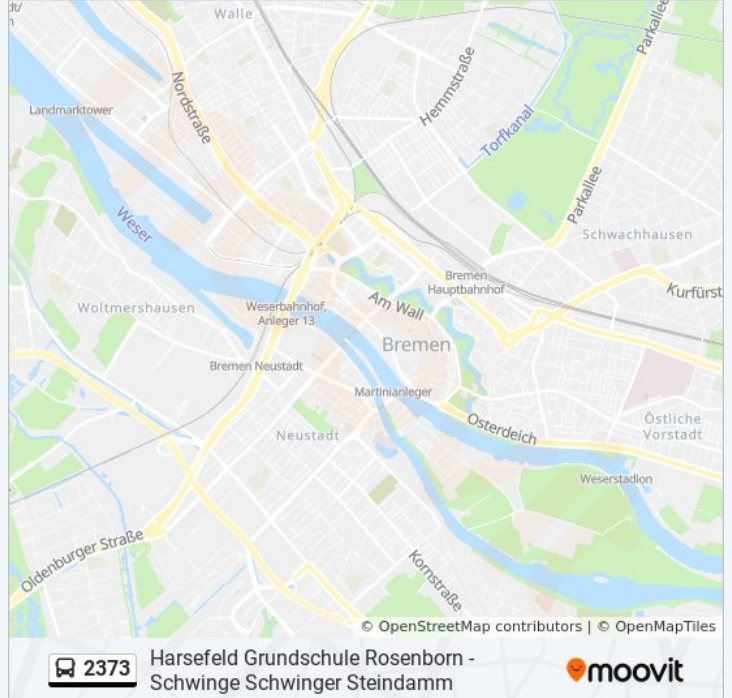 dt/
Walle
Parkallee
Hemmstraße
Nordstraße
Landmarktower
Torfkanal
Parkallee
Weser
Schwachhausen
Bremen
Hauptbahnhof
Kurfürst
Woltmershausen
Weserbahnhof,
Anleger 13
Am Wall
Bremen
Bremen Neustadt
Martinianleger
Neustadt
Osterdeich
Östliche
Vorstadt
Weserstadion
Oldenburger Straße
Kornstraße
© OpenStreetMap contributors | © OpenMapTiles
2373
Harsefeld Grundschule Rosenborn -
Schwinge Schwinger Steindamm
moovit